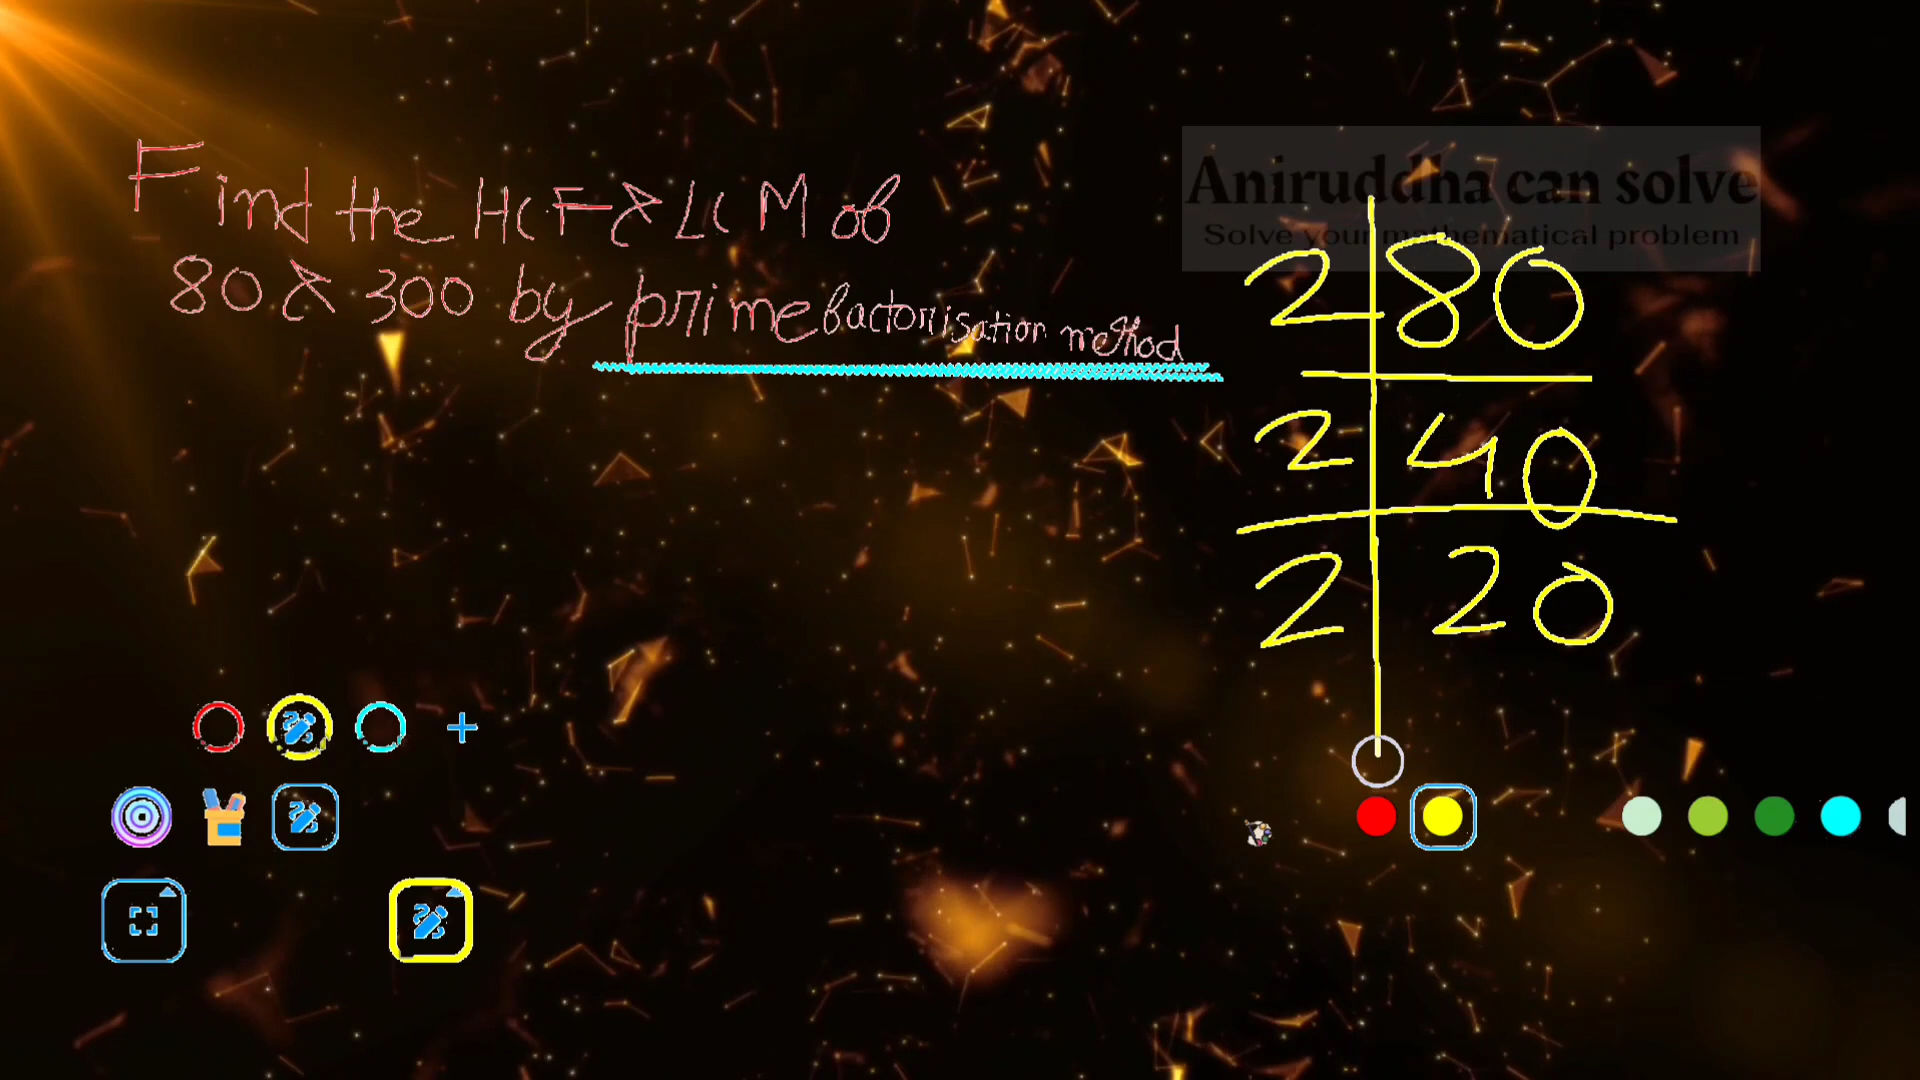 Find the HCF & LCM of
80 & 300 by prime factorisation method
Aniruddha can solve
Solve your mathematical problem
2 80
2 40
2 20